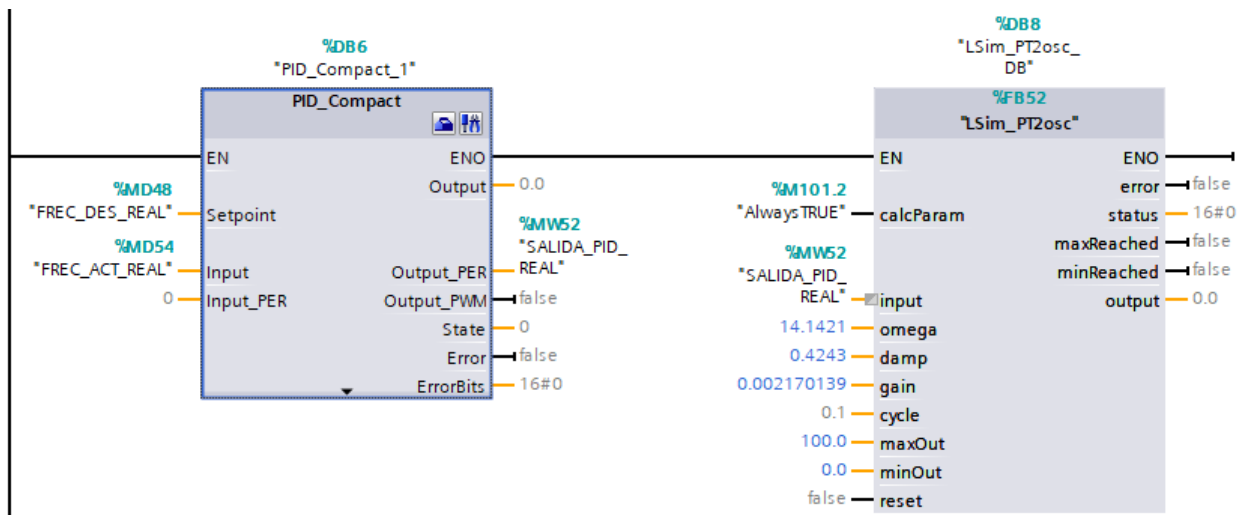 %DB6
"PID_Compact_1"
PID_Compact
EN
ENO
Output
0.0
%MD48
"FREC_DES_REAL"
Setpoint
%MD54
"FREC_ACT_REAL"
Input
0
Input_PER
%MW52
"SALIDA_PID_
REAL"
Output_PER
Output_PWM
false
State
0
Error
false
ErrorBits
16#0
%DB8
"LSim_PT2osc_
DB"
%FB52
"LSim_PT2osc"
EN
ENO
%M101.2
"AlwaysTRUE"
calcParam
%MW52
"SALIDA_PID_
REAL"
input
14.1421
omega
0.4243
damp
0.002170139
gain
0.1
cycle
100.0
maxOut
0.0
minOut
false
reset
error
false
status
16#0
maxReached
false
minReached
false
output
0.0